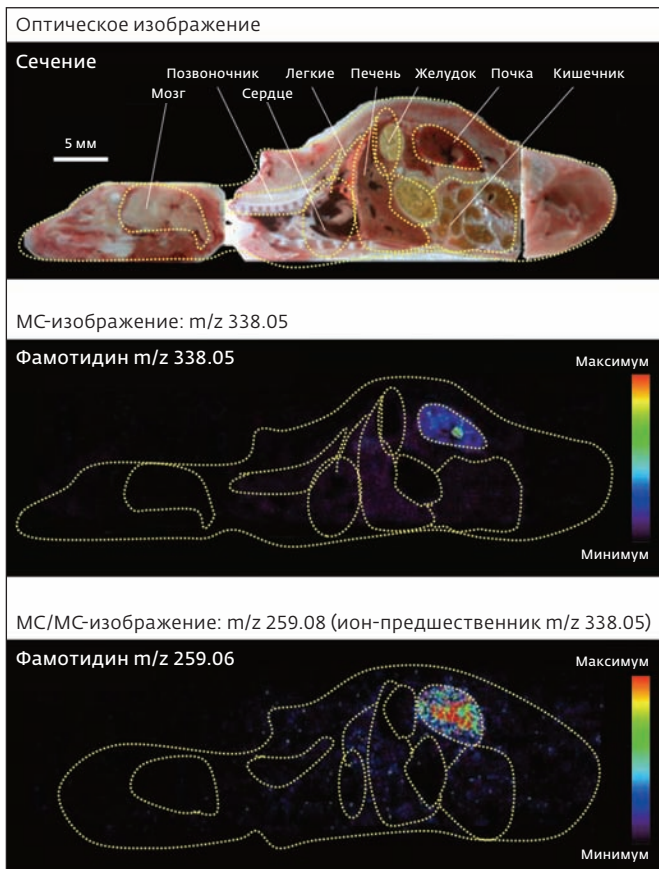 Оптическое изображение
Сечение
Позвоночник Легкие Печень Желудок Почка Кишечник
Мозг Сердце
5 мм
МС-изображение: m/z 338.05
Фамотидин m/z 338.05
Максимум
Минимум
МС/МС-изображение: m/z 259.08 (ион-предшественник m/z 338.05)
Фамотидин m/z 259.06
Максимум
Минимум